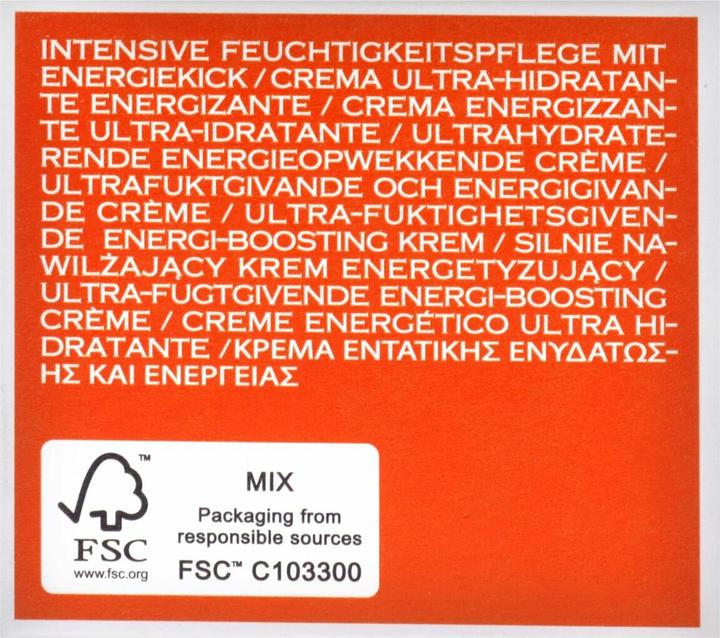 INTENSIVE FEUCHTIGKEITSPFLEGE MIT
ENERGIEKICK / CREMA ULTRA-HIDRATAN-
TE ENERGIZANTE / CREMA ENERGIZZAN-
TE ULTRA-IDRATANTE / ULTRAHYDRATE-
RENDE ENERGIEOPWEKKENDE CRÈME /
ULTRAFUKTGIVANDE OCH ENERGIGIVAN-
DE CRÈME / ULTRA-FUKTIGHETSGIVEN-
DE ENERGI-BOOSTING KREM / SILNIE NA-
WILŻAJĄCY KREM ENERGETYZUJĄCY /
ULTRA-FUGTGIVENDE ENERGI-BOOSTING
CRÈME / CREME ENERGÉTICO ULTRA HI-
DRATANTE / ΚΡΕΜΑ ΕΝΤΑΤΙΚΗΣ ΕΝΥΔΑΤΩΣ-
ΗΣ ΚΑΙ ΕΝΕΡΓΕΙΑΣ
™
FSC
www.fsc.org
MIX
Packaging from
responsible sources
FSC™ C103300